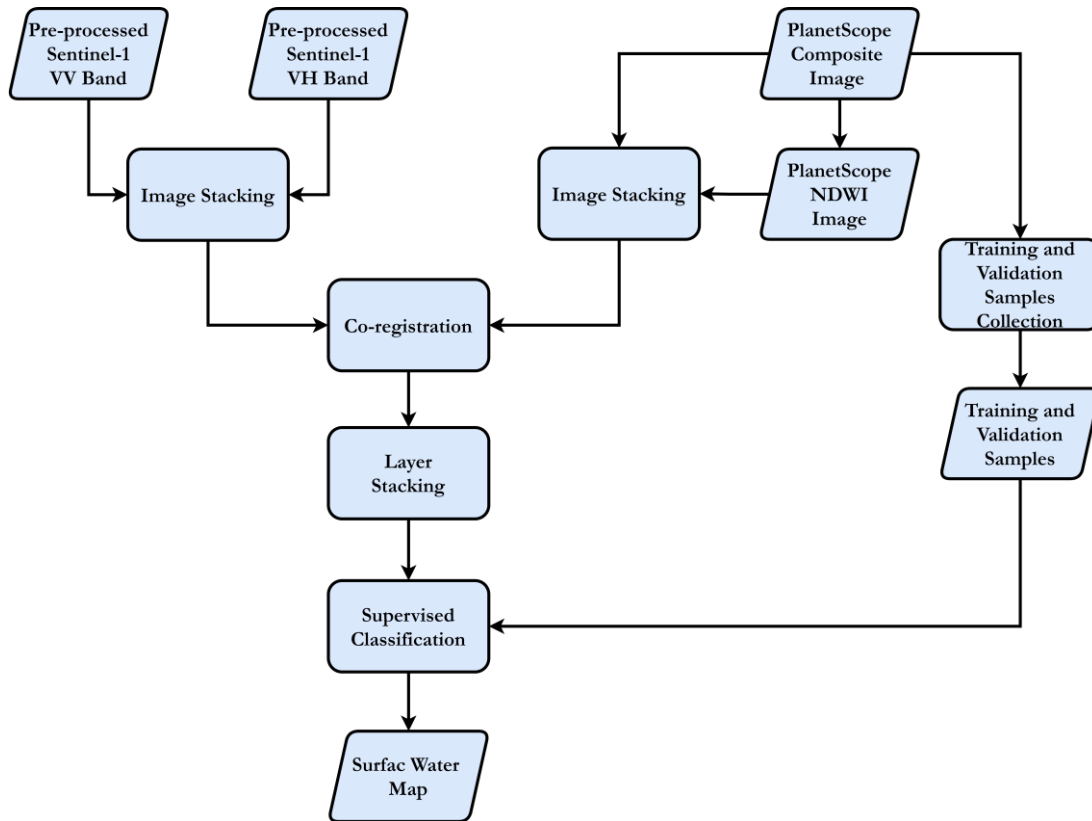 Pre-processed
Sentinel-1
VV Band
Pre-processed
Sentinel-1
VH Band
PlanetScope
Composite
Image
Image Stacking
Image Stacking
PlanetScope
NDWI
Image
Training and
Validation
Samples
Collection
Co-registration
Training and
Validation
Samples
Layer
Stacking
Supervised
Classification
Surfac Water
Map